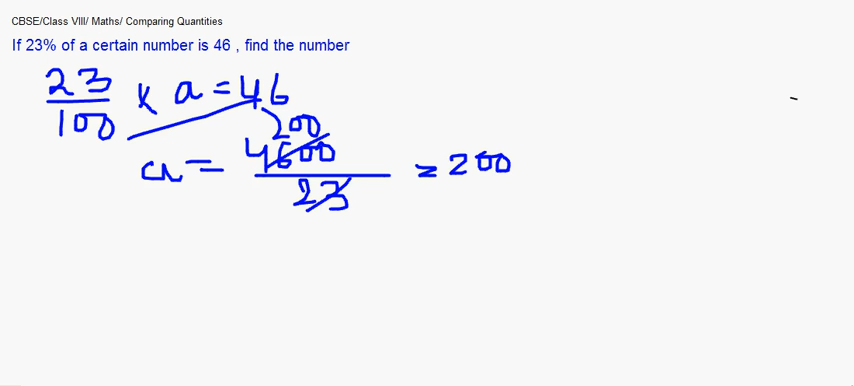 CBSE/Class VIII/ Maths/ Comparing Quantities
If 23% of a certain number is 46 , find the number
23/100 x a = 46
200
a = 4600/23 = 200